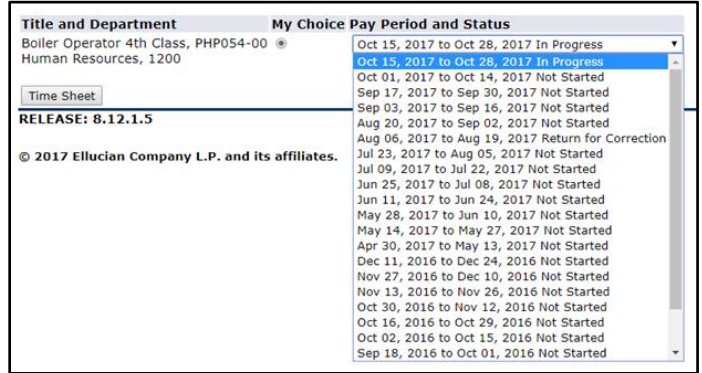 Title and Department My Choice Pay Period and Status
Boiler Operator 4th Class, PHP054-00 Oct 15, 2017 to Oct 28, 2017 In Progress
Human Resources, 1200
Oct 15, 2017 to Oct 28, 2017 In Progress
Oct 01, 2017 to Oct 14, 2017 Not Started
Sep 17, 2017 to Sep 30, 2017 Not Started
Sep 03, 2017 to Sep 16, 2017 Not Started
Aug 20, 2017 to Sep 02, 2017 Not Started
Aug 06, 2017 to Aug 19, 2017 Return for Correction
Jul 23, 2017 to Aug 05, 2017 Not Started
Jul 09, 2017 to Jul 22, 2017 Not Started
Jun 25, 2017 to Jul 08, 2017 Not Started
Jun 11, 2017 to Jun 24, 2017 Not Started
May 28, 2017 to Jun 10, 2017 Not Started
May 14, 2017 to May 27, 2017 Not Started
Apr 30, 2017 to May 13, 2017 Not Started
Dec 11, 2016 to Dec 24, 2016 Not Started
Nov 27, 2016 to Dec 10, 2016 Not Started
Nov 13, 2016 to Nov 26, 2016 Not Started
Oct 30, 2016 to Nov 12, 2016 Not Started
Oct 16, 2016 to Oct 29, 2016 Not Started
Oct 02, 2016 to Oct 15, 2016 Not Started
Sep 18, 2016 to Oct 01, 2016 Not Started
Time Sheet
RELEASE: 8.12.1.5
© 2017 Ellucian Company L.P. and its affiliates.